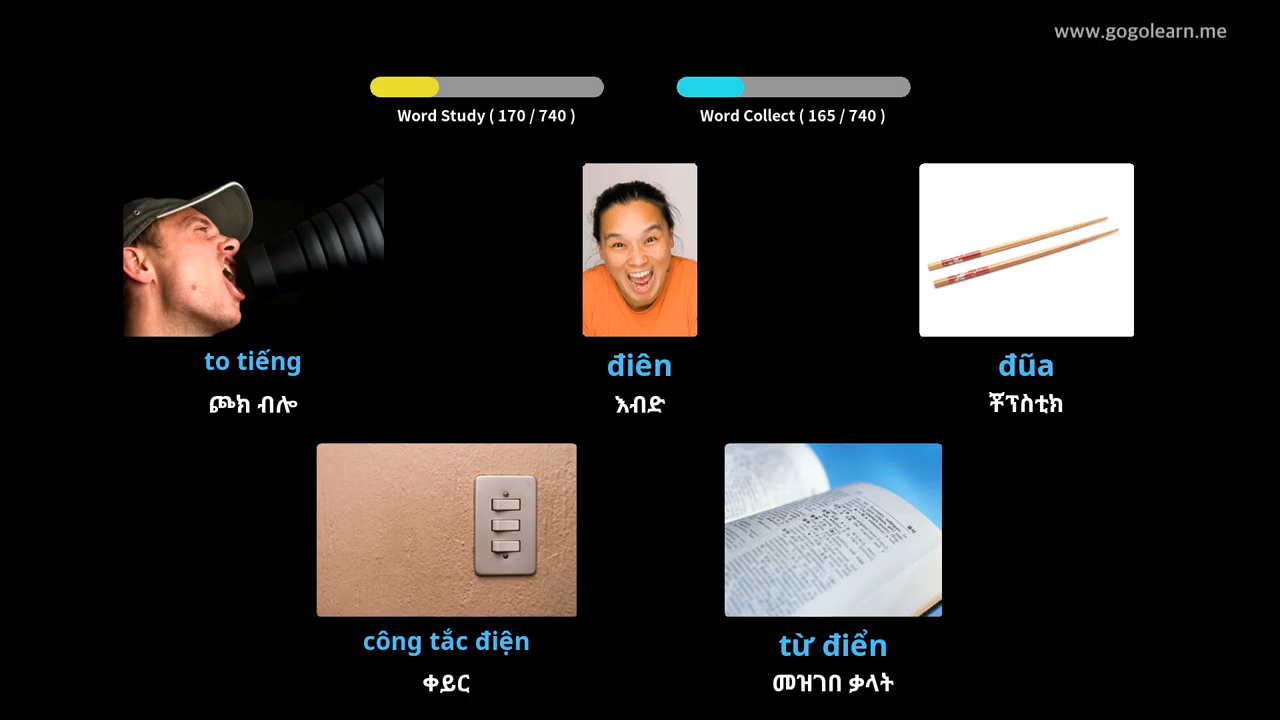 www.gogolearn.me
Word Study ( 170 / 740 )
Word Collect ( 165 / 740 )
to tiếng
ጮክ ብሎ
điên
እብድ
đũa
ቾፕስቲክ
công tắc điện
ቀይር
từ điển
መዝገበ ቃላት